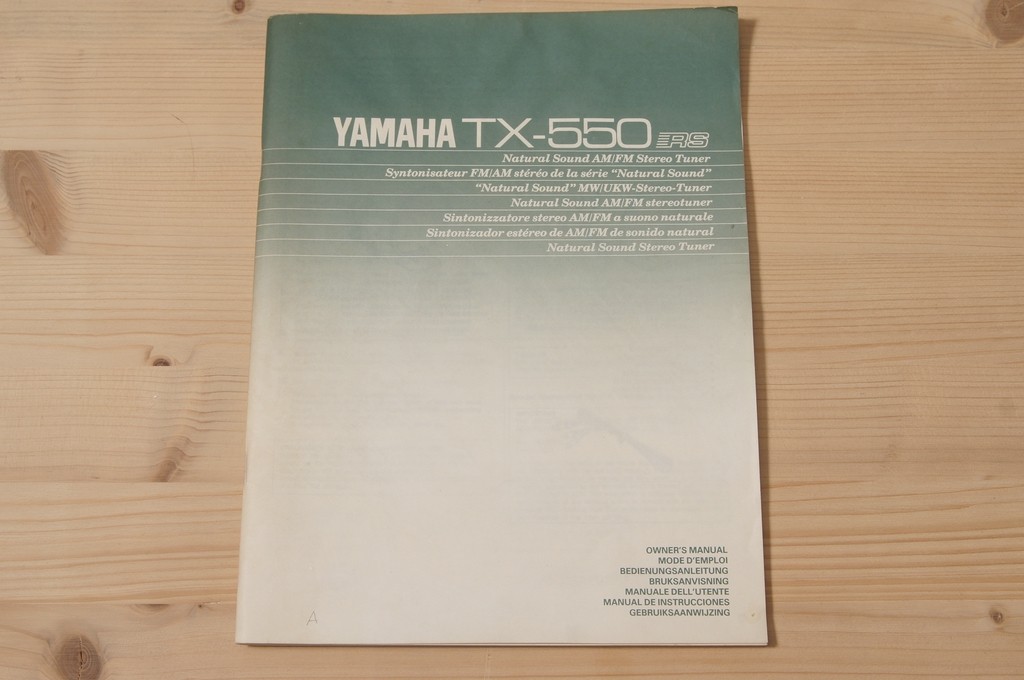 YAMAHA TX-550 RS
Natural Sound AM/FM Stereo Tuner
Syntonisateur FM/AM stéréo de la série “Natural Sound”
“Natural Sound” MW/UKW-Stereo-Tuner
Natural Sound AM/FM stereotuner
Sintonizzatore stereo AM/FM a suono naturale
Sintonizador estéreo de AM/FM de sonido natural
Natural Sound Stereo Tuner
OWNER'S MANUAL
MODE D'EMPLOI
BEDIENUNGSANLEITUNG
BRUKSANVISNING
MANUALE DELL'UTENTE
MANUAL DE INSTRUCCIONES
GEBRUIKSAANWIJZING
A